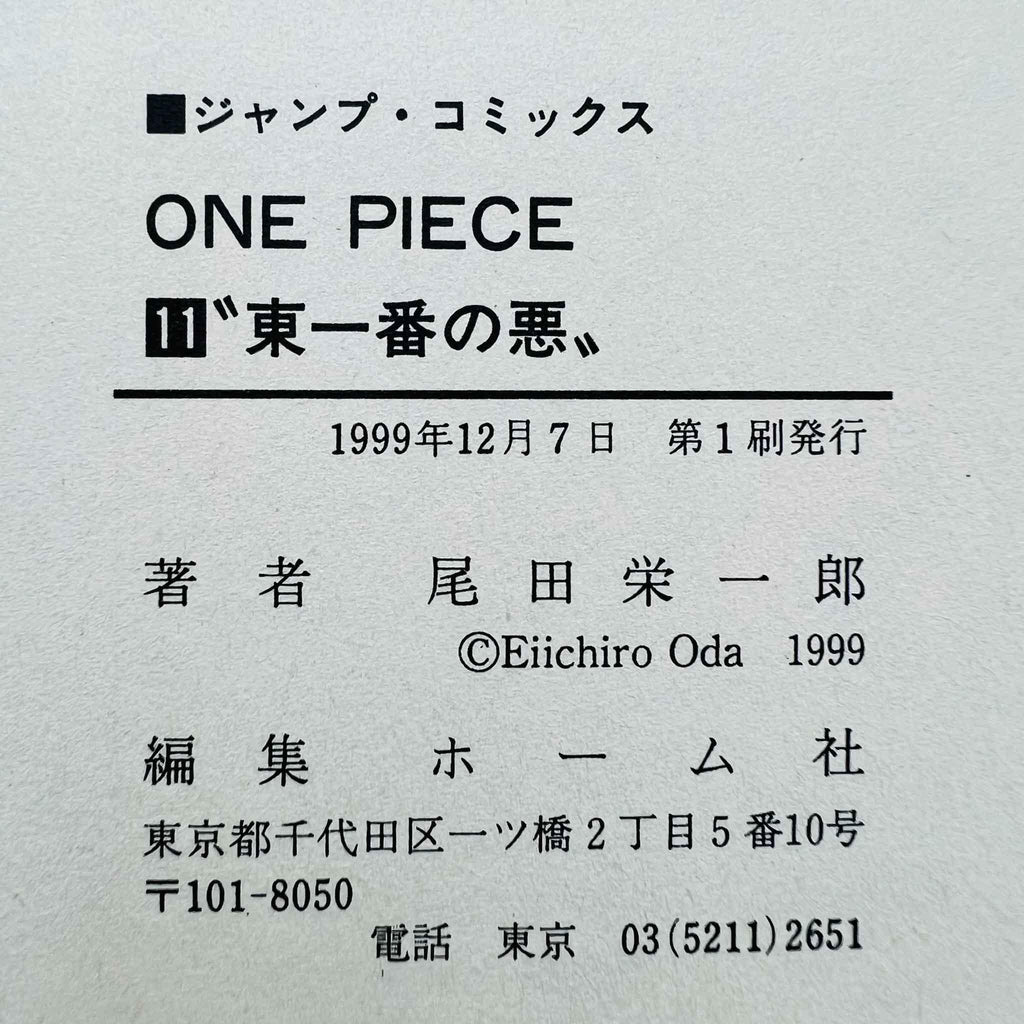 ■ジャンプ・コミックス
ONE PIECE
11〝東一番の悪〟
1999年12月7日 第1刷発行
著者 尾田栄一郎
©Eiichiro Oda 1999
編集 ホーム社
東京都千代田区一ツ橋2丁目5番10号
〒101-8050
電話 東京 03(5211)2651